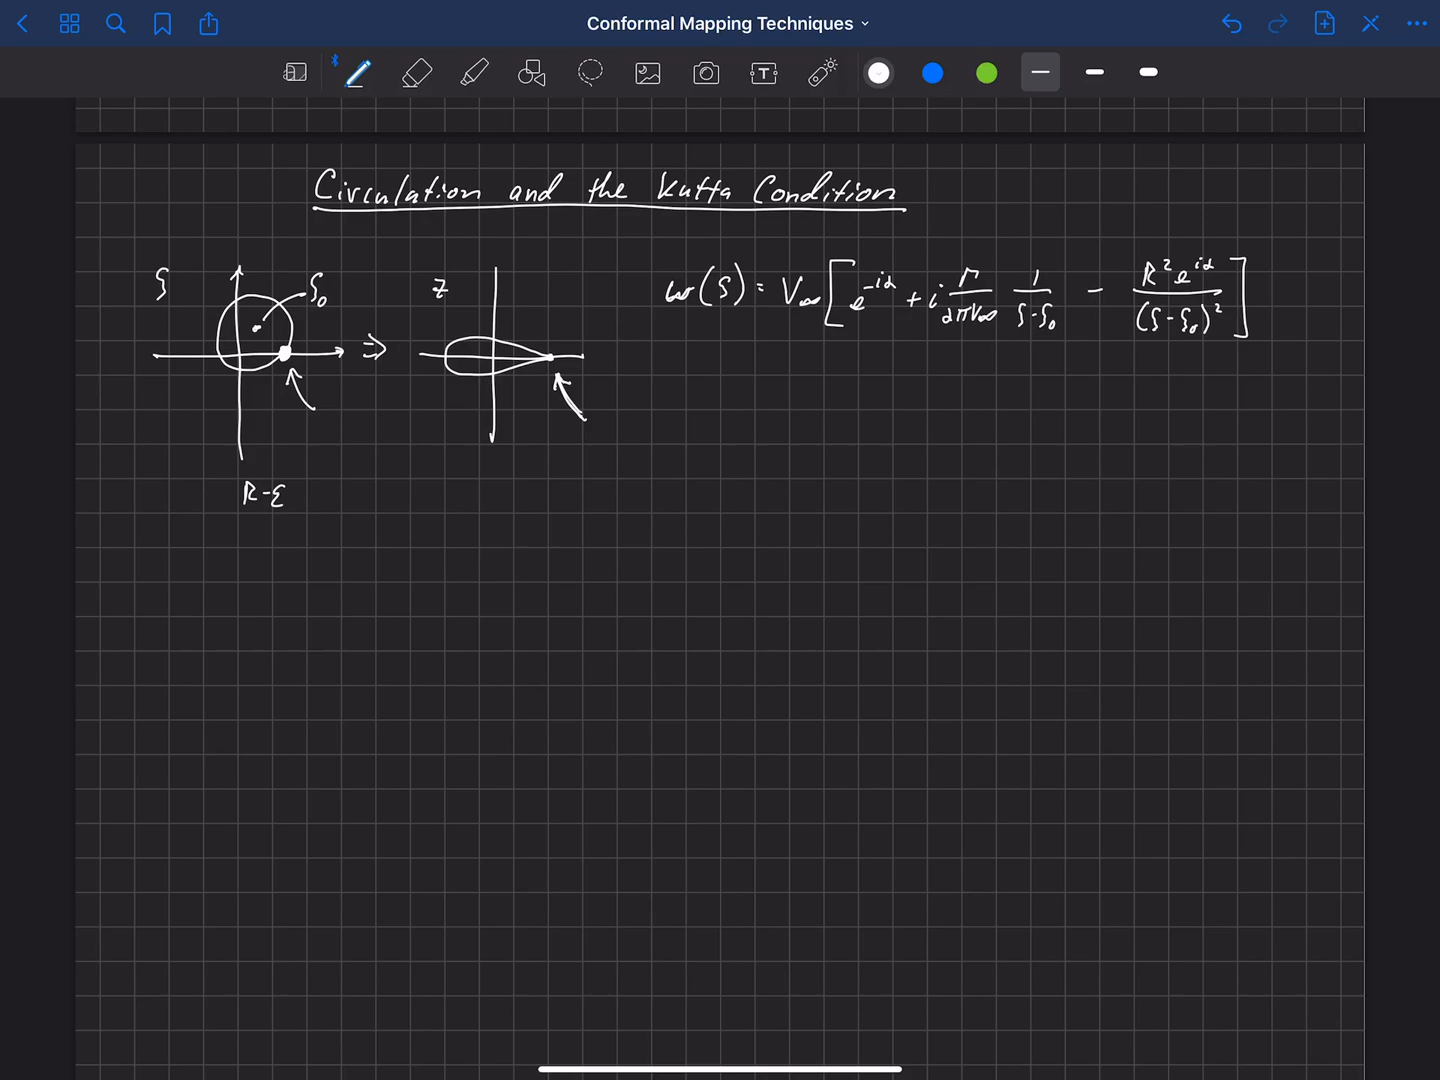 Conformal Mapping Techniques
Circulation and the Kutta Condition
ζ ζ₀ z w(ζ) = V∞ [ e^{-iα} + i Γ/(2πV∞) 1/(ζ-ζ₀) - R²e^{iα}/(ζ-ζ₀)² ]
⇒
R-ε